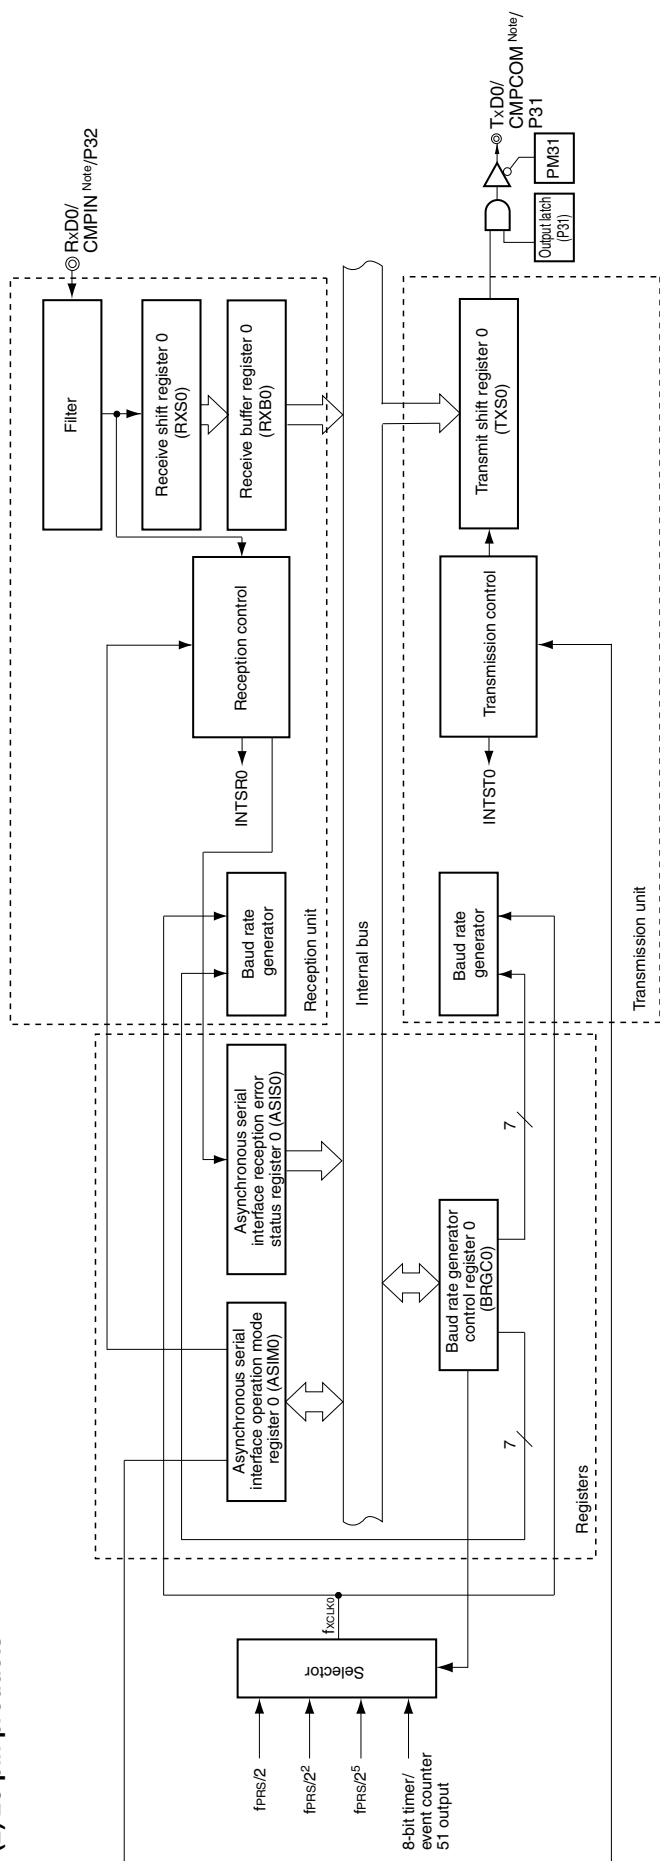 RxD0/
CMPIN Note/P32
Filter
Receive shift register 0
(RXS0)
Receive buffer register 0
(RXB0)
Reception control
INTSR0
Baud rate
generator
Reception unit
Asynchronous serial
interface reception error
status register 0 (ASIS0)
Asynchronous serial
interface operation mode
register 0 (ASIM0)
Internal bus
Baud rate generator
control register 0
(BRGC0)
7
7
Registers
fXCLK0
Selector
fPRS/2
fPRS/2²
fPRS/2⁵
8-bit timer/
event counter
51 output
Baud rate
generator
Transmission unit
INTST0
Transmission control
Transmit shift register 0
(TXS0)
Output latch
(P31)
PM31
TxD0/
CMPCOM Note/
P31